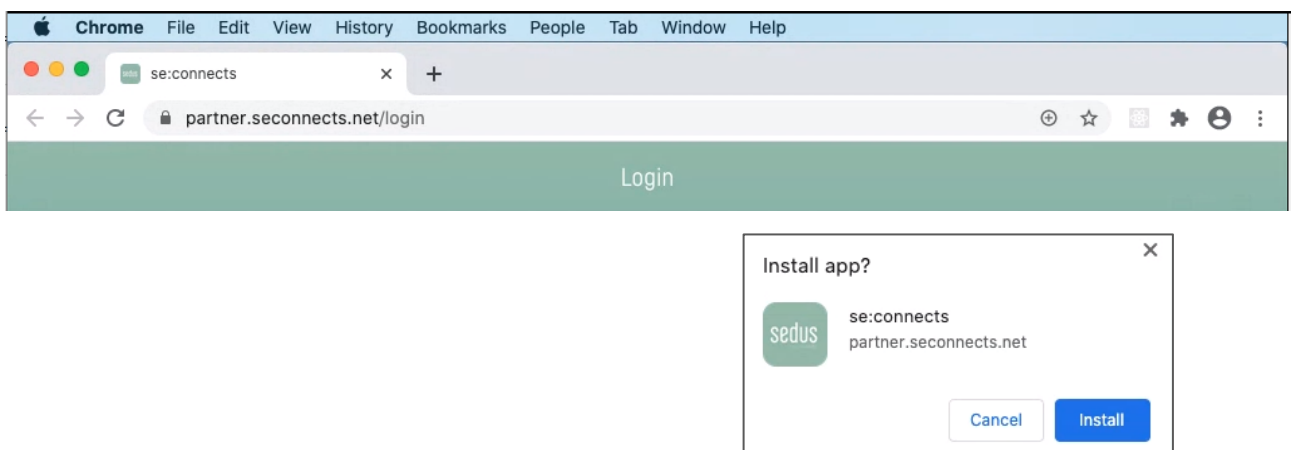 Chrome File Edit View History Bookmarks People Tab Window Help
se:connects
partner.seconnects.net/login
Login
Install app?
sedus
se:connects
partner.seconnects.net
Cancel Install